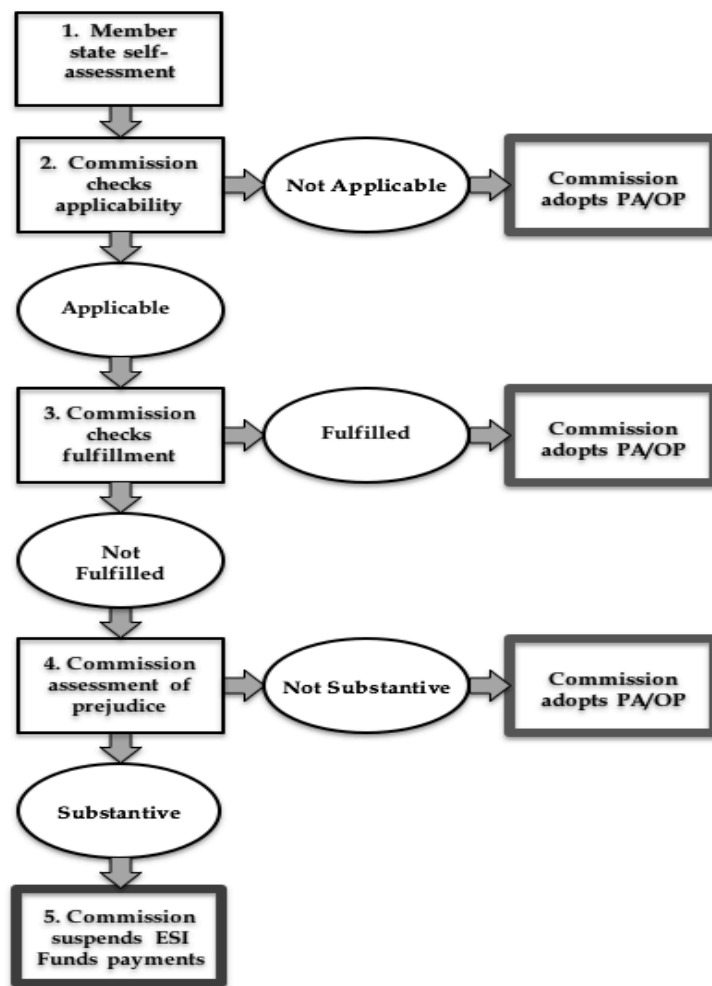 1. Member
state self-
assessment
2. Commission
checks
applicability
Not Applicable
Commission
adopts PA/OP
Applicable
3. Commission
checks
fulfillment
Fulfilled
Commission
adopts PA/OP
Not
Fulfilled
4. Commission
assessment of
prejudice
Not Substantive
Commission
adopts PA/OP
Substantive
5. Commission
suspends ESI
Funds payments